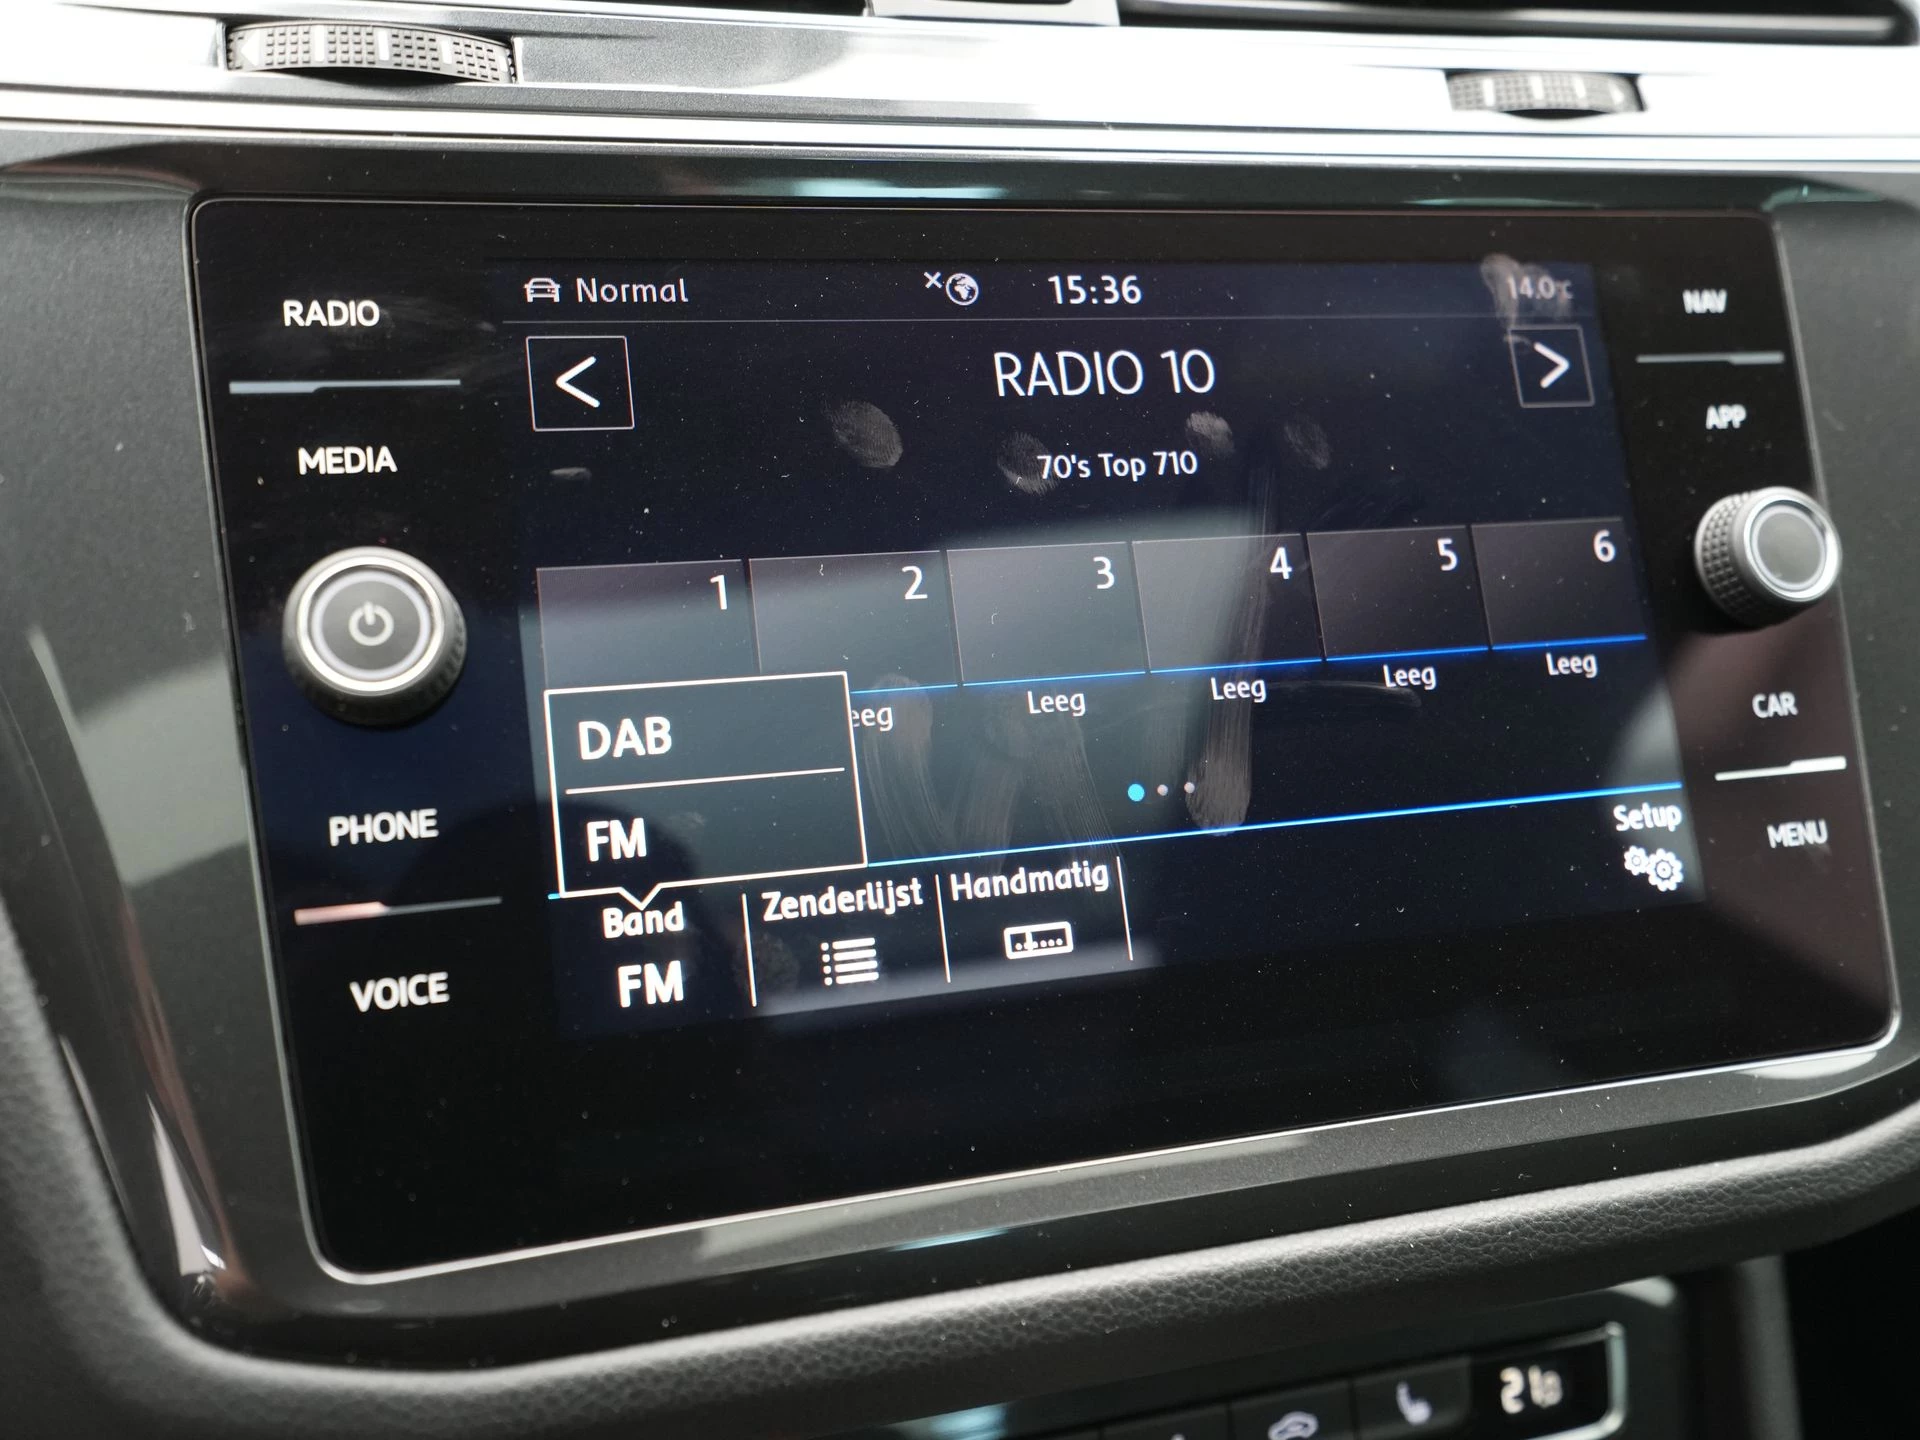 RADIO
MEDIA
PHONE
VOICE
Normal
15:36
14.0°C
RADIO 10
70's Top 710
1
2
3
4
5
6
eeg
Leeg
Leeg
Leeg
Leeg
DAB
FM
Band
FM
Zenderlijst
Handmatig
Setup
NAV
APP
CAR
MENU